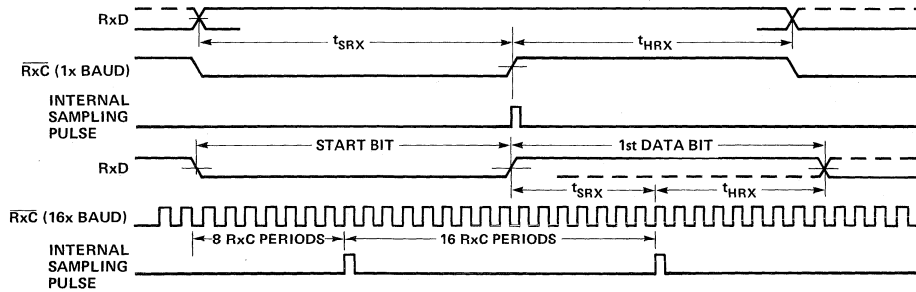 RxD
tSRX
tHRX
RxC (1x BAUD)
INTERNAL
SAMPLING
PULSE
START BIT
1st DATA BIT
RxD
tSRX
tHRX
RxC (16x BAUD)
8 RxC PERIODS
16 RxC PERIODS
INTERNAL
SAMPLING
PULSE